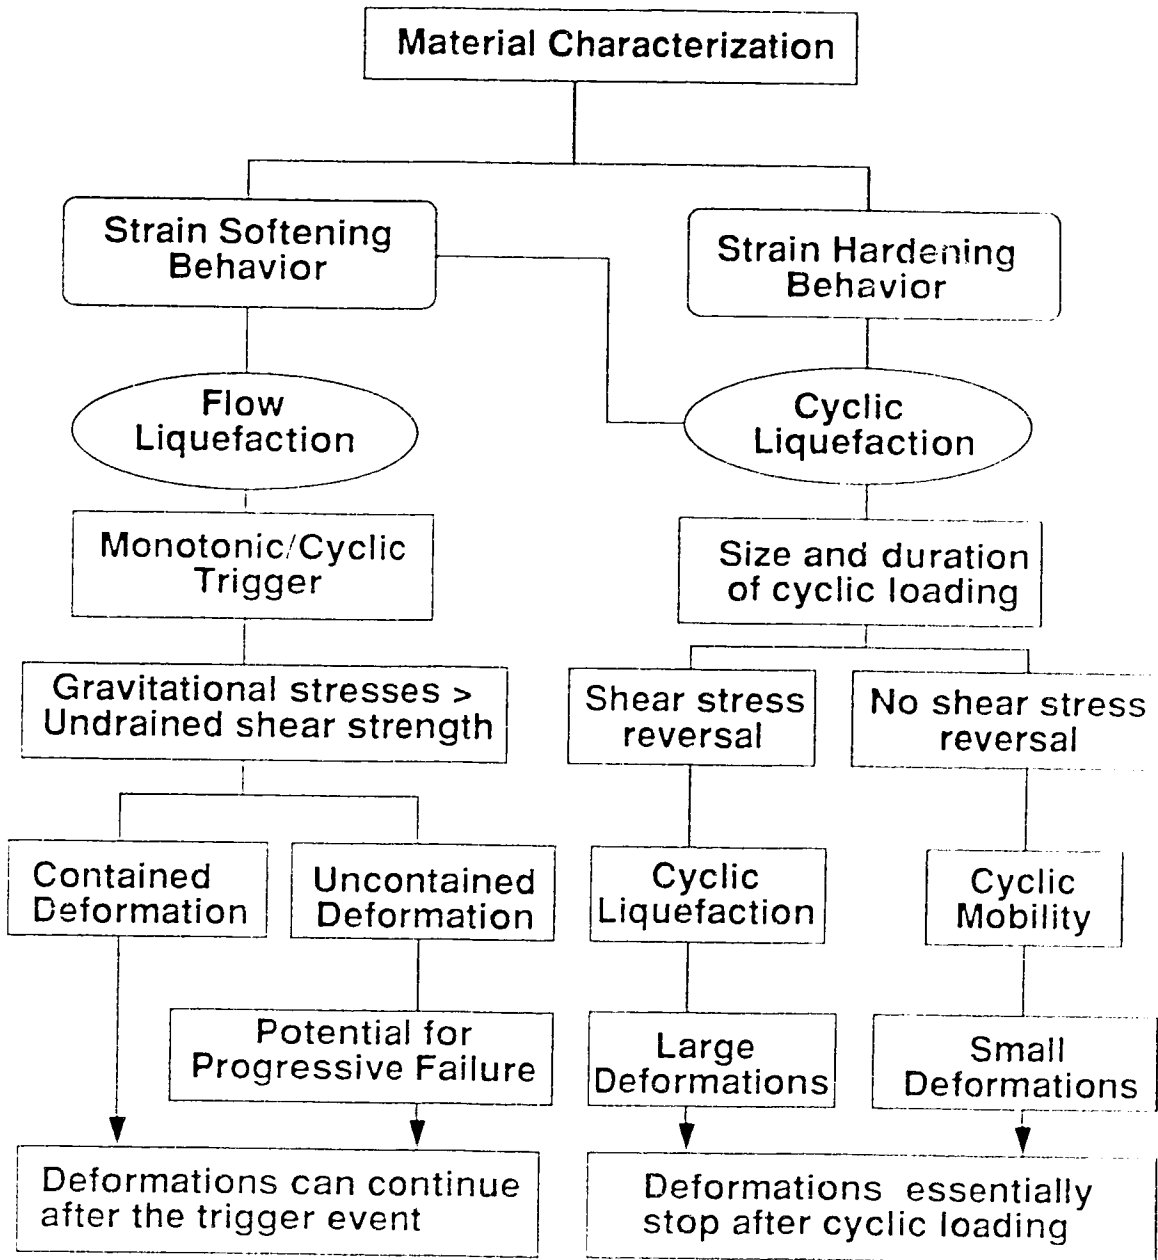 Material Characterization
Strain Softening
Behavior
Strain Hardening
Behavior
Flow
Liquefaction
Cyclic
Liquefaction
Monotonic/Cyclic
Trigger
Size and duration
of cyclic loading
Gravitational stresses >
Undrained shear strength
Shear stress
reversal
No shear stress
reversal
Contained
Deformation
Uncontained
Deformation
Cyclic
Liquefaction
Cyclic
Mobility
Potential for
Progressive Failure
Large
Deformations
Small
Deformations
Deformations can continue
after the trigger event
Deformations essentially
stop after cyclic loading